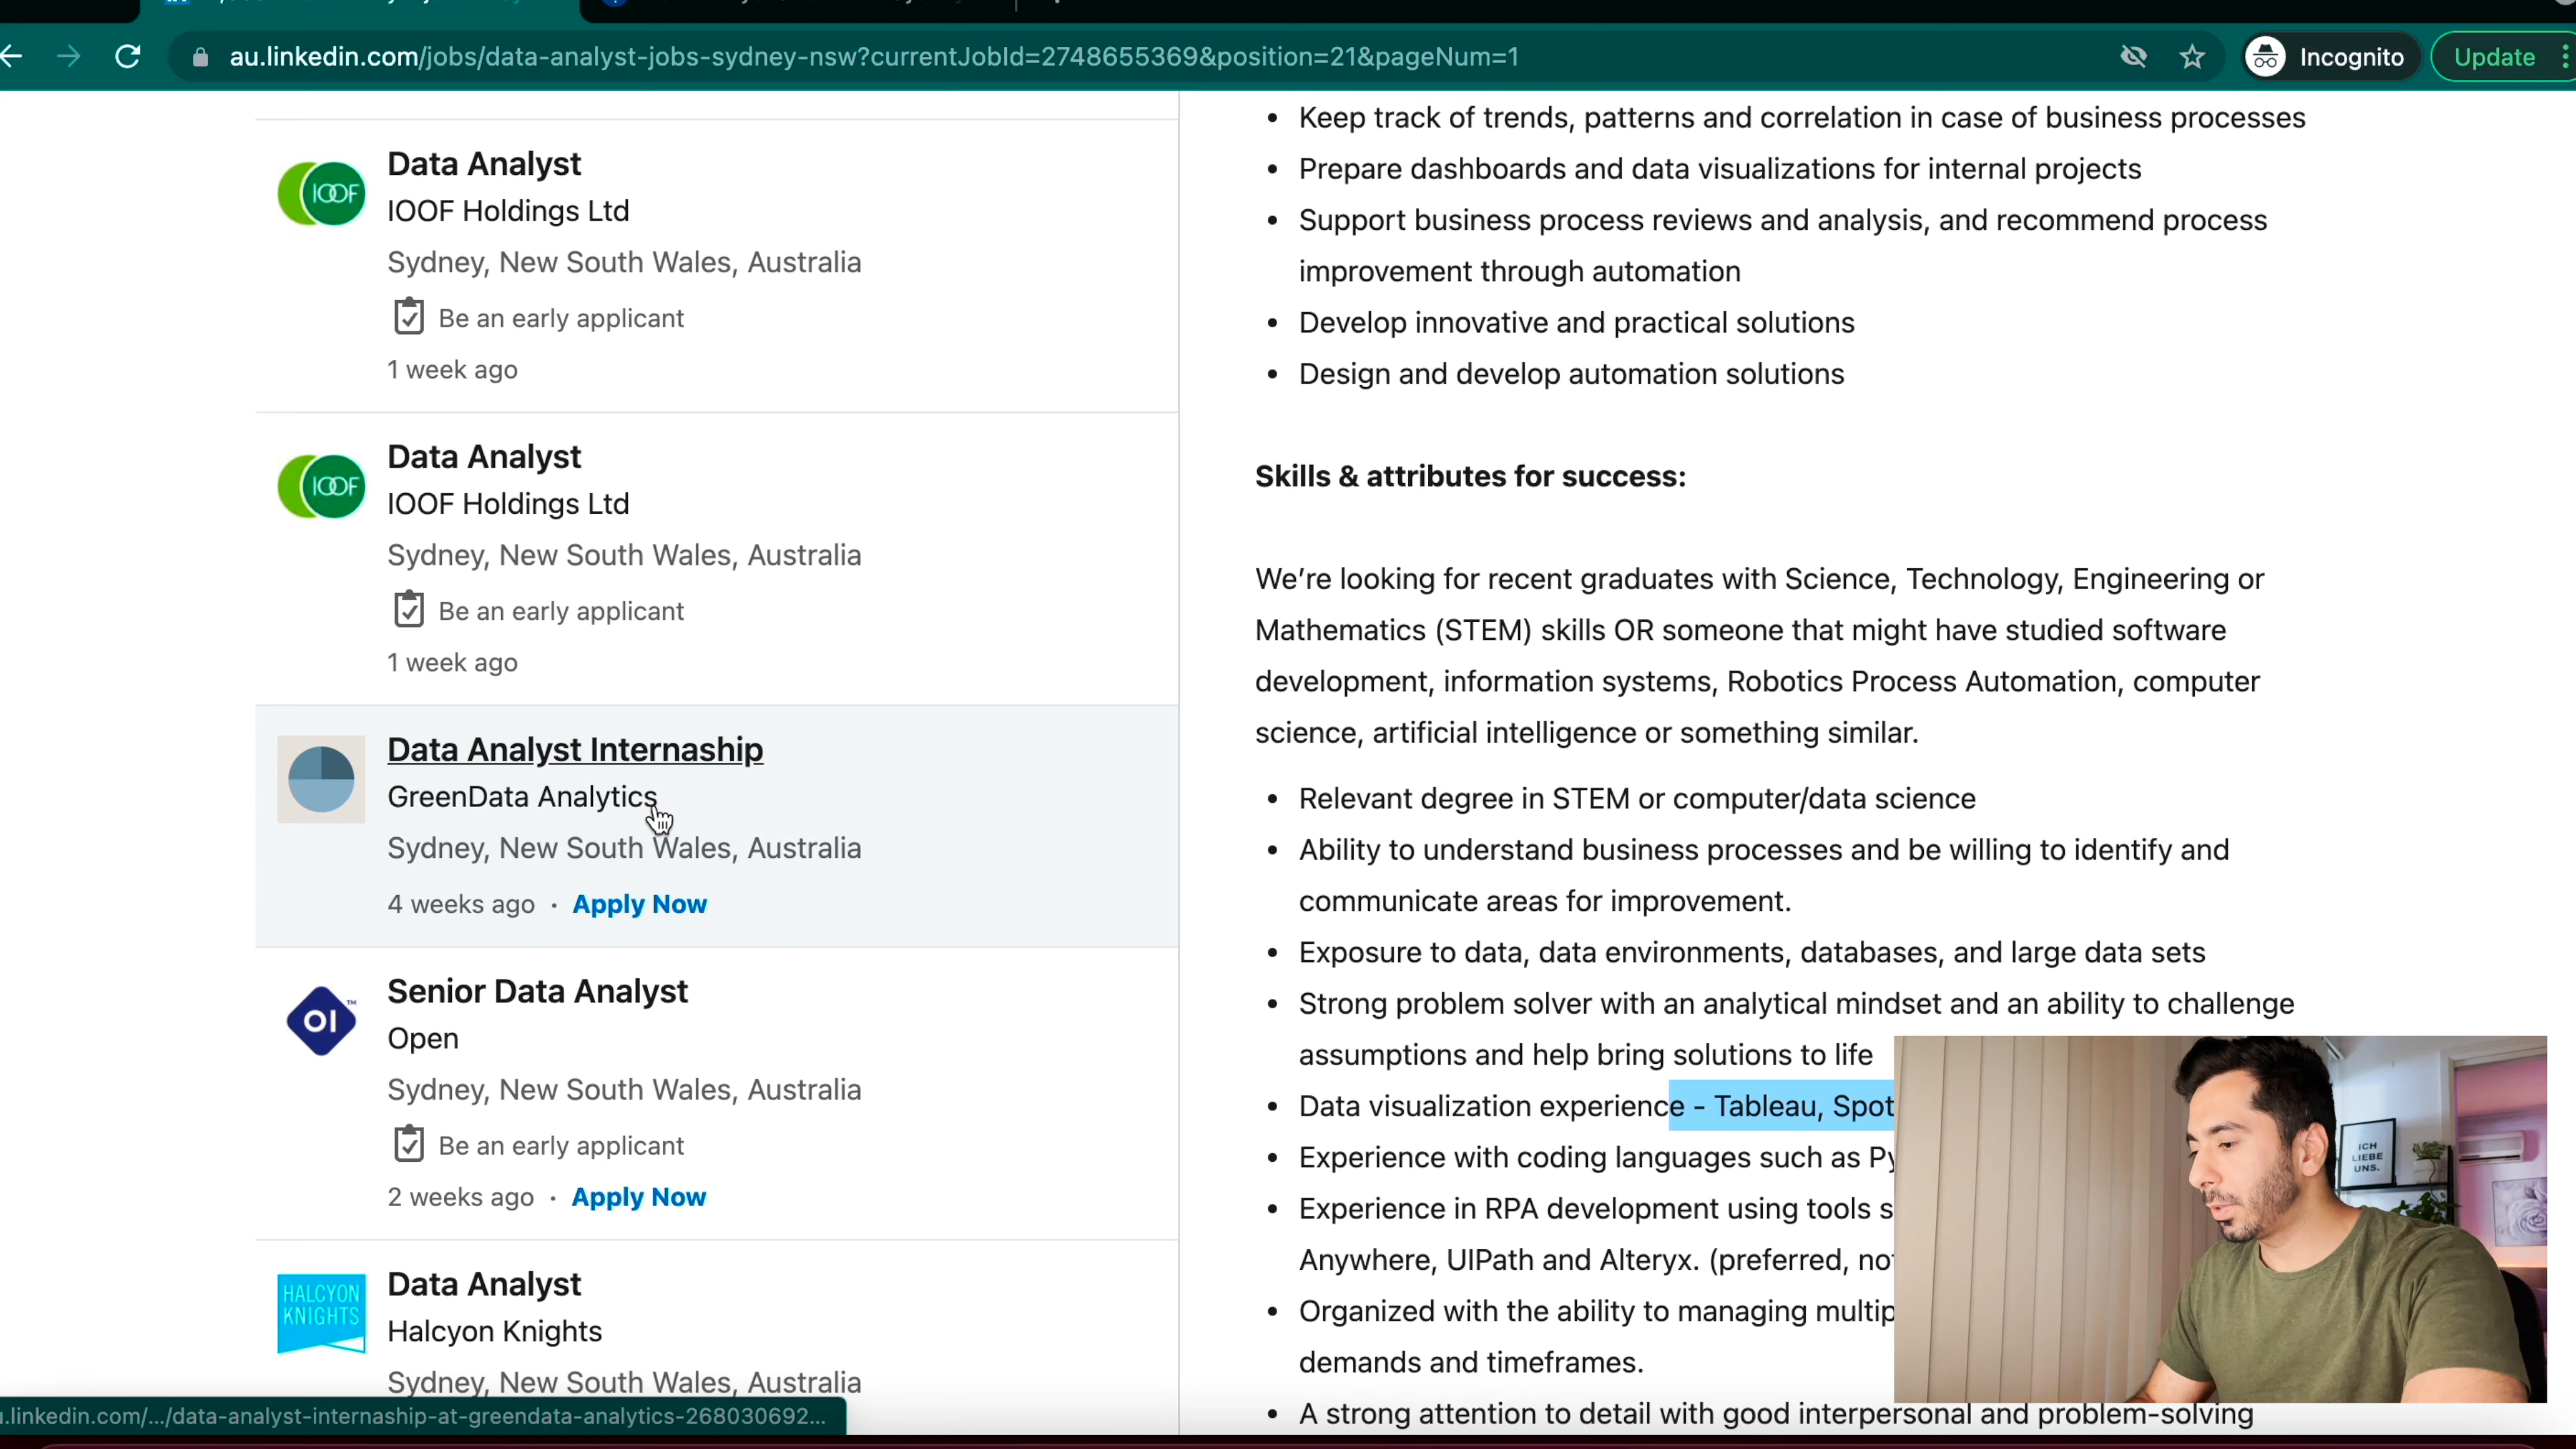 au.linkedin.com/jobs/data-analyst-jobs-sydney-nsw?currentJobId=2748655369&position=21&pageNum=1
Incognito
Update
IOOF
Data Analyst
IOOF Holdings Ltd
Sydney, New South Wales, Australia
Be an early applicant
1 week ago
IOOF
Data Analyst
IOOF Holdings Ltd
Sydney, New South Wales, Australia
Be an early applicant
1 week ago
Data Analyst Internaship
GreenData Analytics
Sydney, New South Wales, Australia
4 weeks ago · Apply Now
OI™
Senior Data Analyst
Open
Sydney, New South Wales, Australia
Be an early applicant
2 weeks ago · Apply Now
HALCYON
KNIGHTS
Data Analyst
Halcyon Knights
Sydney, New South Wales, Australia
.linkedin.com/.../data-analyst-internaship-at-greendata-analytics-268030692...
• Keep track of trends, patterns and correlation in case of business processes
• Prepare dashboards and data visualizations for internal projects
• Support business process reviews and analysis, and recommend process
improvement through automation
• Develop innovative and practical solutions
• Design and develop automation solutions
Skills & attributes for success:
We're looking for recent graduates with Science, Technology, Engineering or
Mathematics (STEM) skills OR someone that might have studied software
development, information systems, Robotics Process Automation, computer
science, artificial intelligence or something similar.
• Relevant degree in STEM or computer/data science
• Ability to understand business processes and be willing to identify and
communicate areas for improvement.
• Exposure to data, data environments, databases, and large data sets
• Strong problem solver with an analytical mindset and an ability to challenge
assumptions and help bring solutions to life
• Data visualization experience - Tableau, Spot
• Experience with coding languages such as Py
• Experience in RPA development using tools s
Anywhere, UIPath and Alteryx. (preferred, not
• Organized with the ability to managing multip
demands and timeframes.
• A strong attention to detail with good interpersonal and problem-solving
ICH
LIEBE
UNS.